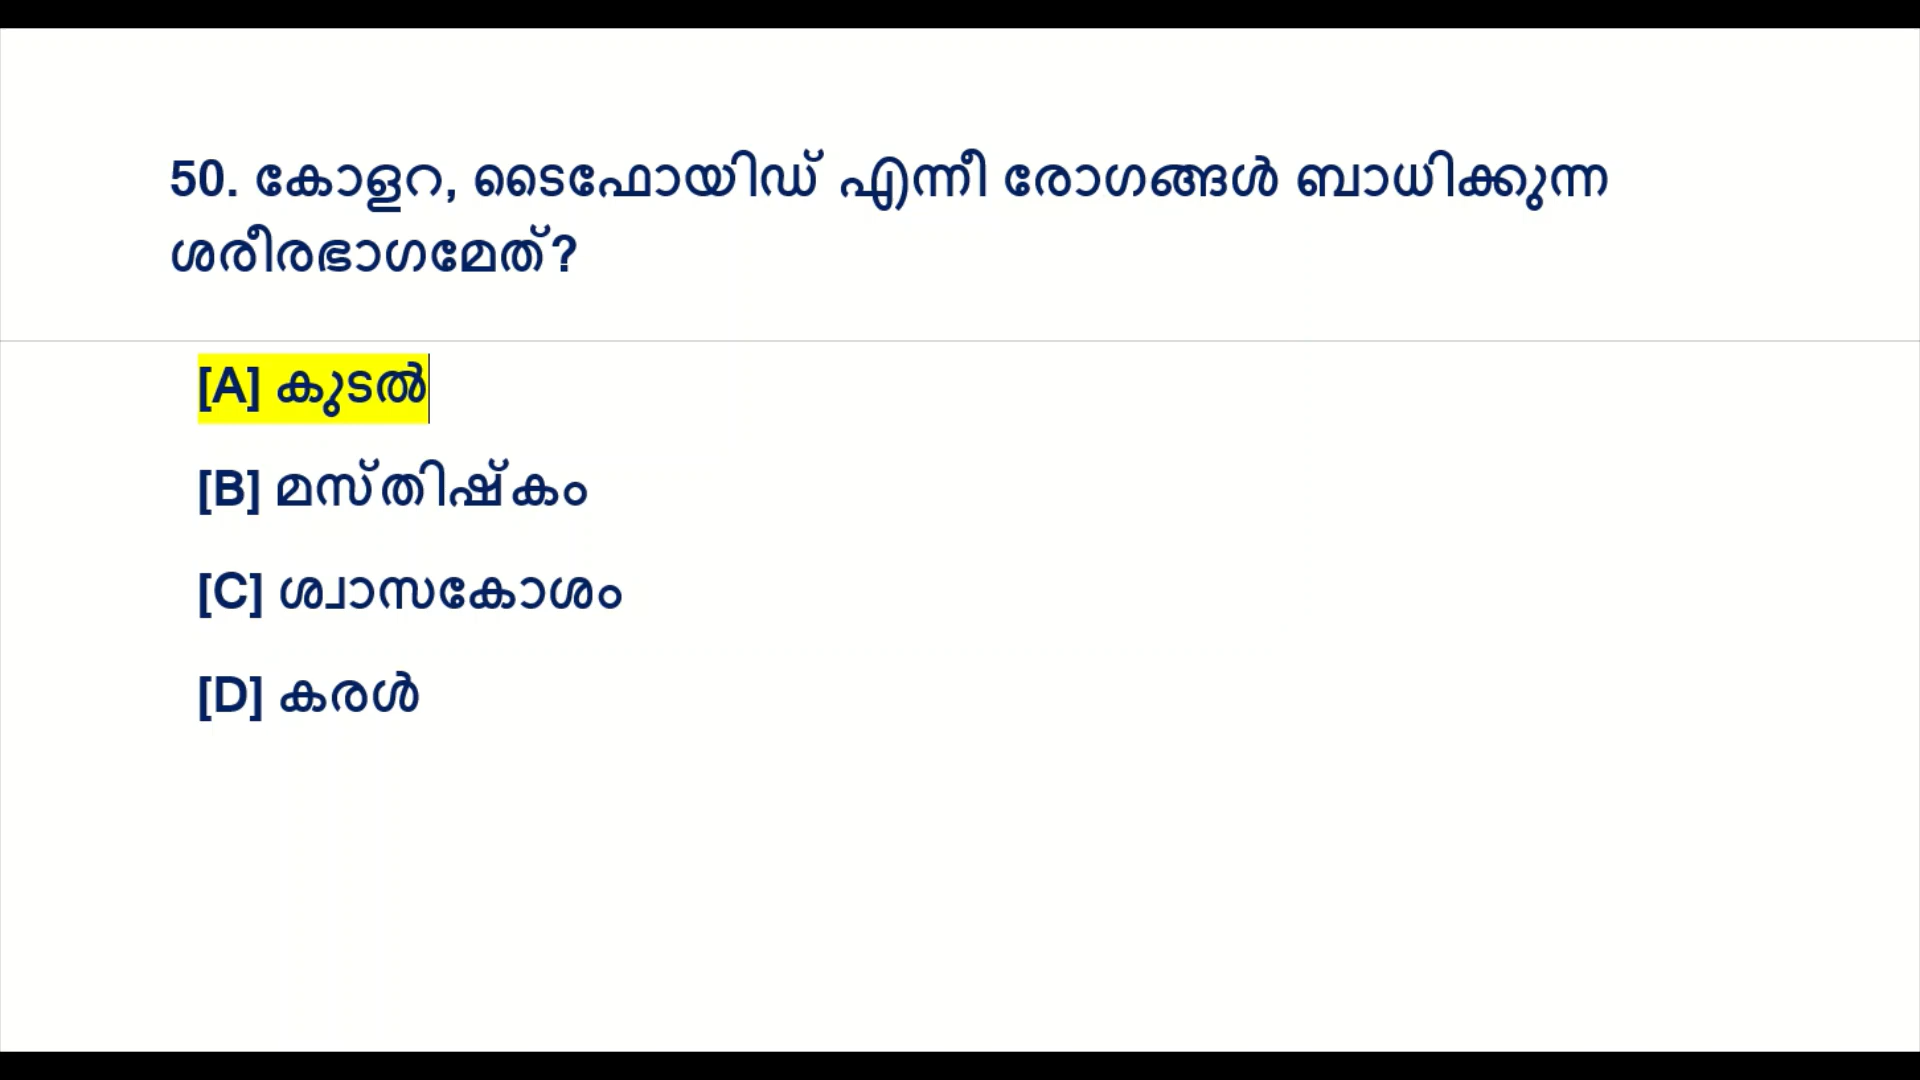 50. കോളറ, ടൈഫോയിഡ് എന്നീ രോഗങ്ങൾ ബാധിക്കുന്ന
ശരീരഭാഗമേത്?
[A] കുടൽ
[B] മസ്തിഷ്കം
[C] ശ്വാസകോശം
[D] കരൾ